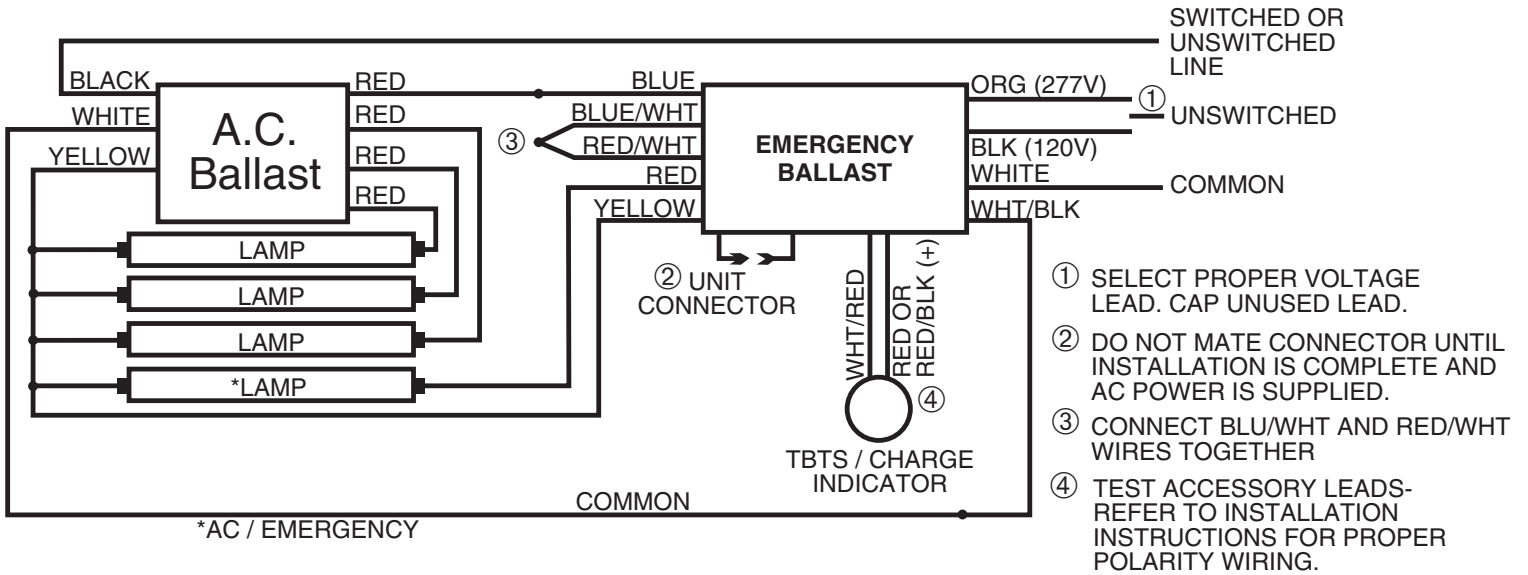 SWITCHED OR
UNSWITCHED
LINE
BLACK
WHITE
YELLOW
A.C.
Ballast
RED
RED
RED
RED
BLUE
BLUE/WHT
③
RED/WHT
RED
YELLOW
EMERGENCY
BALLAST
ORG (277V)
①
UNSWITCHED
BLK (120V)
WHITE
COMMON
WHT/BLK
LAMP
LAMP
LAMP
*LAMP
② UNIT
CONNECTOR
WHT/RED
RED OR
RED/BLK (+)
④
TBTS / CHARGE
INDICATOR
COMMON
*AC / EMERGENCY
① SELECT PROPER VOLTAGE
LEAD. CAP UNUSED LEAD.
② DO NOT MATE CONNECTOR UNTIL
INSTALLATION IS COMPLETE AND
AC POWER IS SUPPLIED.
③ CONNECT BLU/WHT AND RED/WHT
WIRES TOGETHER
④ TEST ACCESSORY LEADS-
REFER TO INSTALLATION
INSTRUCTIONS FOR PROPER
POLARITY WIRING.